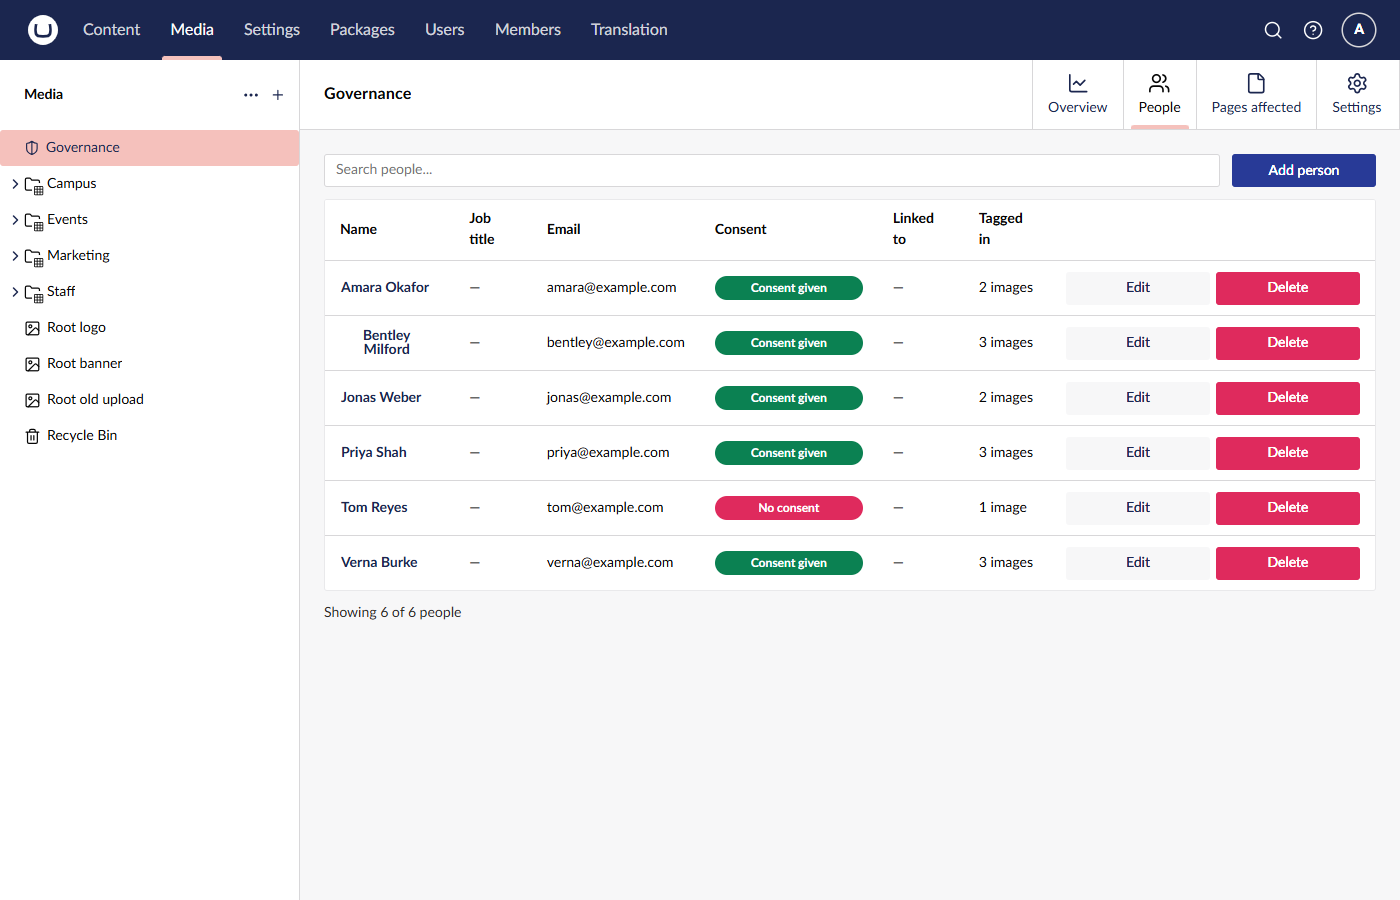 Content Media Settings Packages Users Members Translation A
Media
Governance
Overview People Pages affected Settings
Governance
Campus
Events
Marketing
Staff
Root logo
Root banner
Root old upload
Recycle Bin
Search people... Add person
Name Job title Email Consent Linked to Tagged in
Amara Okafor — amara@example.com Consent given — 2 images Edit Delete
Bentley Milford — bentley@example.com Consent given — 3 images Edit Delete
Jonas Weber — jonas@example.com Consent given — 2 images Edit Delete
Priya Shah — priya@example.com Consent given — 3 images Edit Delete
Tom Reyes — tom@example.com No consent — 1 image Edit Delete
Verna Burke — verna@example.com Consent given — 3 images Edit Delete
Showing 6 of 6 people